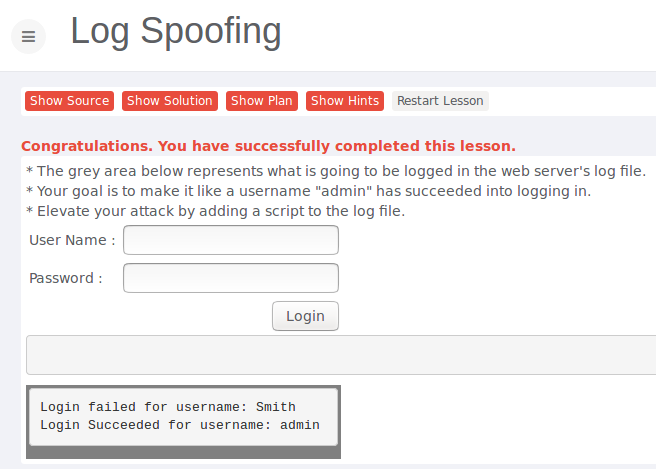 Log Spoofing
Show Source Show Solution Show Plan Show Hints Restart Lesson
Congratulations. You have successfully completed this lesson.
* The grey area below represents what is going to be logged in the web server's log file.
* Your goal is to make it like a username "admin" has succeeded into logging in.
* Elevate your attack by adding a script to the log file.
User Name :
Password :
Login
Login failed for username: Smith
Login Succeeded for username: admin